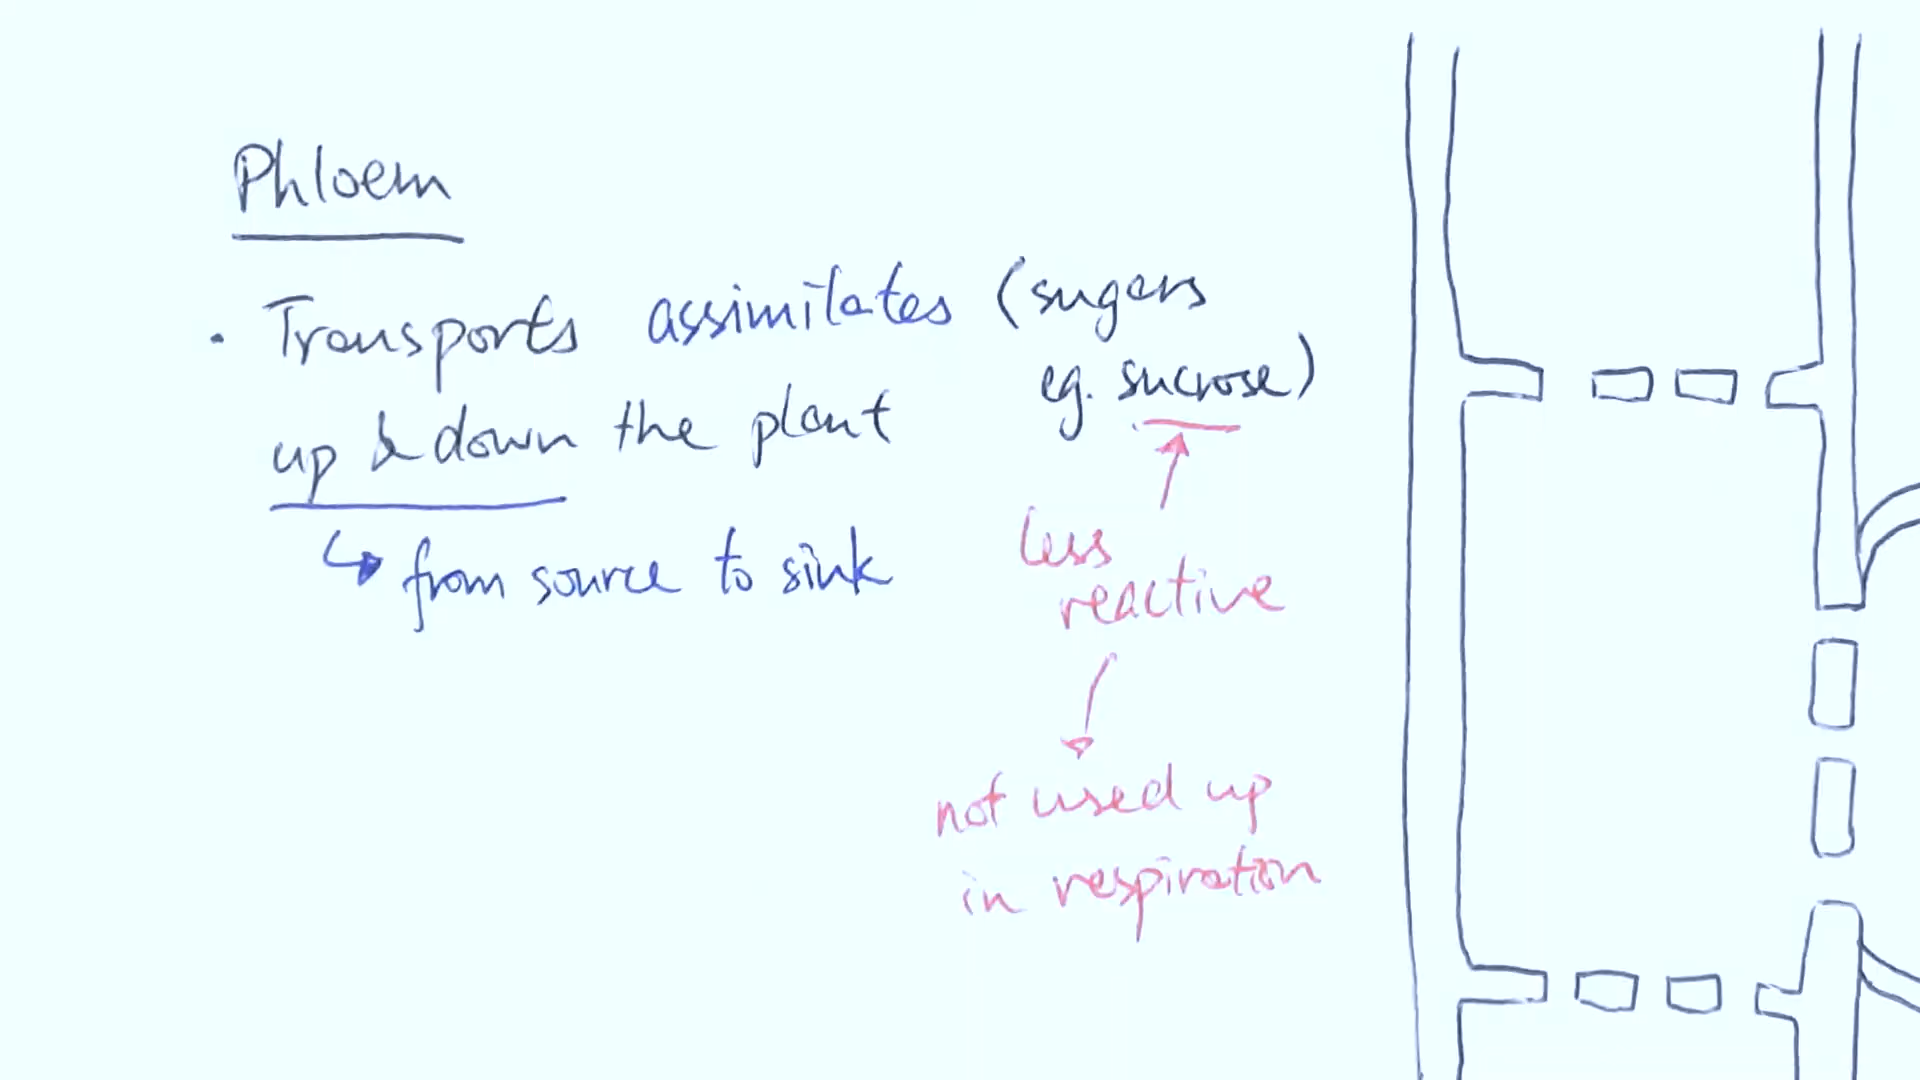 Phloem
· Transports assimilates (sugars
eg. sucrose)
up & down the plant
↳ from source to sink
less
reactive
not used up
in respiration